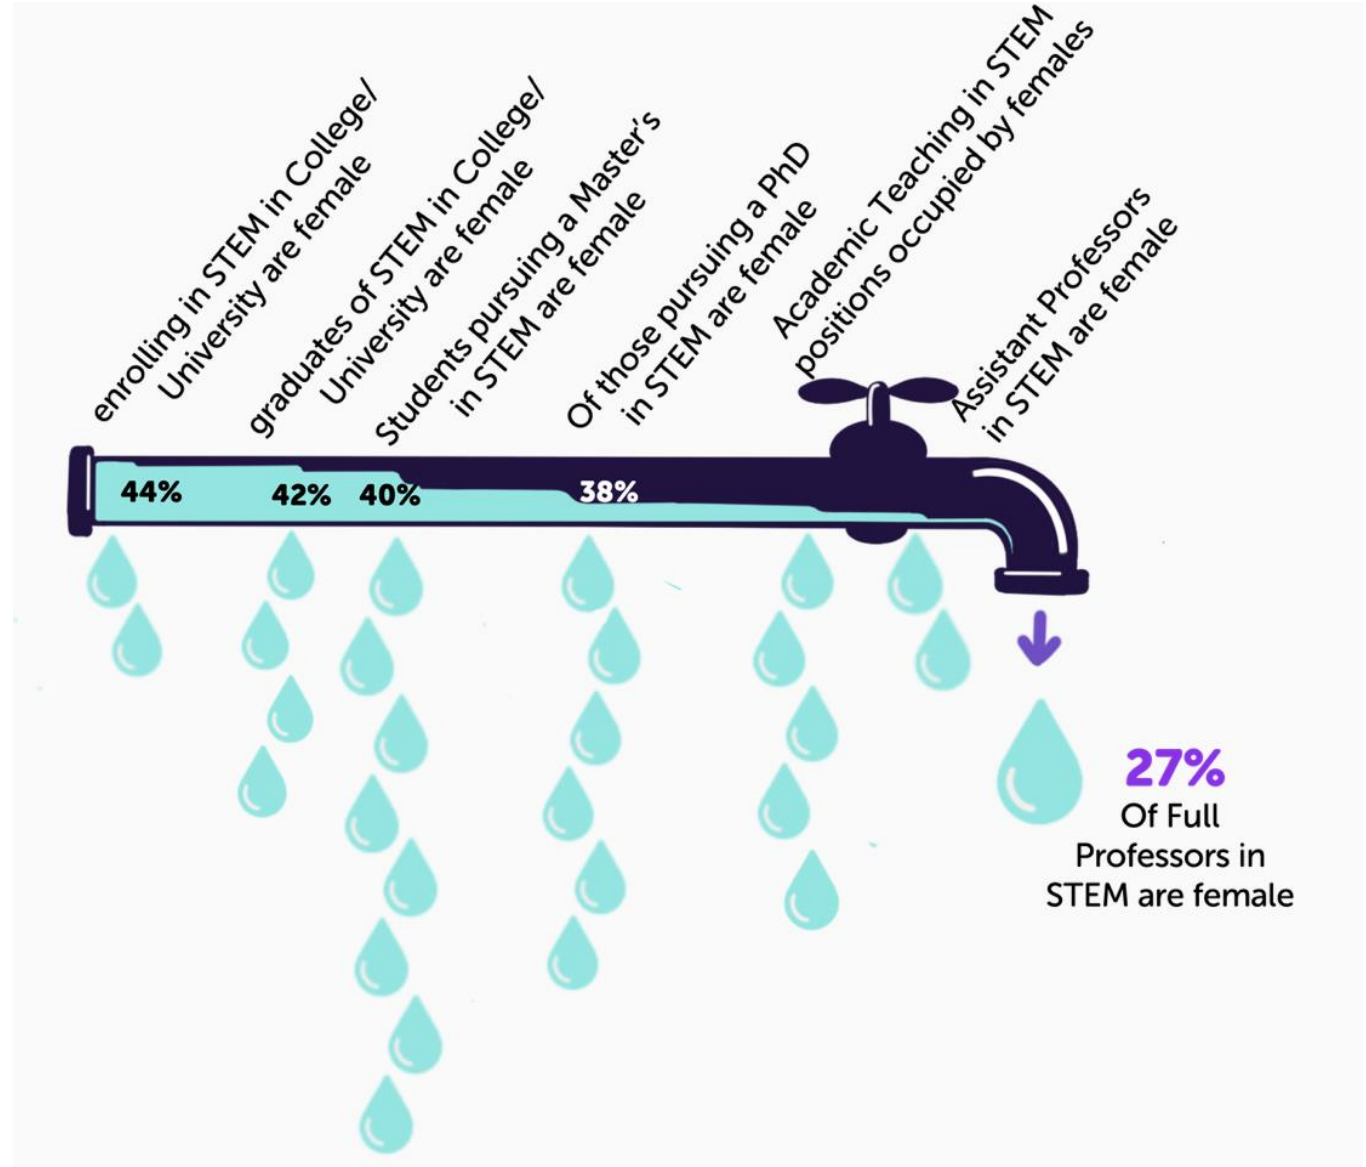 enrolling in STEM in College/
University are female
graduates of STEM in College/
University are female
Students pursuing a Master's
in STEM are female
Of those pursuing a PhD
in STEM are female
Academic Teaching in STEM
positions occupied by females
Assistant Professors
in STEM are female
44%
42%
40%
38%
27%
Of Full
Professors in
STEM are female